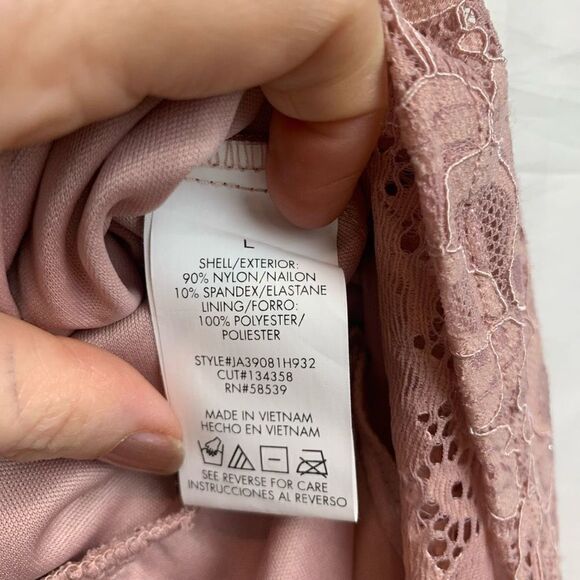 L
SHELL/EXTERIOR:
90% NYLON/NAILON
10% SPANDEX/ELASTANE
LINING/FORRO:
100% POLYESTER/
POLIESTER
STYLE#JA39081H932
CUT#134358
RN#58539
MADE IN VIETNAM
HECHO EN VIETNAM
SEE REVERSE FOR CARE
INSTRUCCIONES AL REVERSO